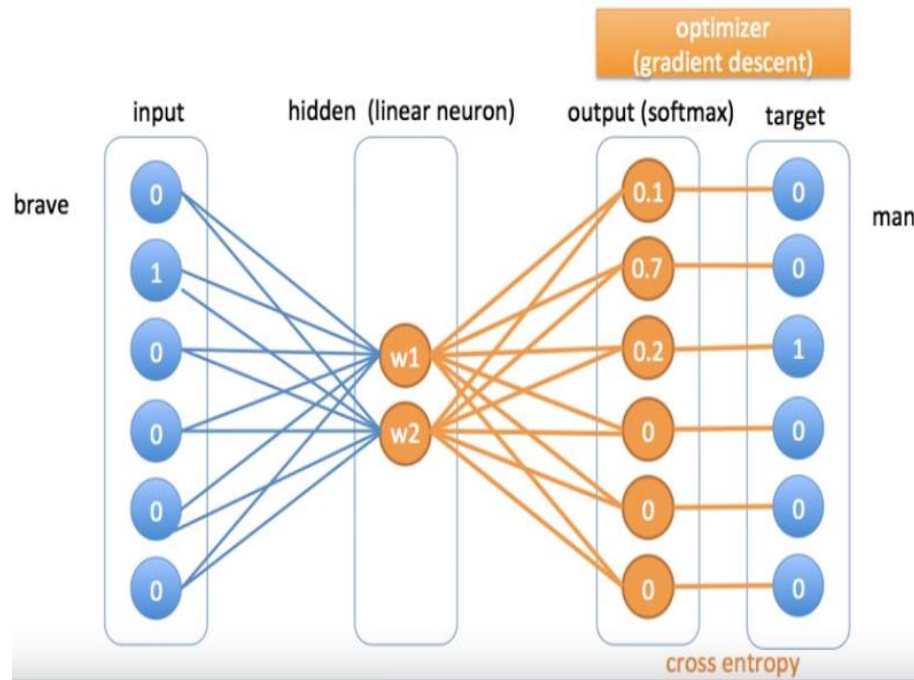 optimizer
(gradient descent)
input
hidden (linear neuron)
output (softmax)
target
brave
man
0
0.1
0
1
0.7
0
0
w1
0.2
1
0
w2
0
0
0
0
0
0
0
0
cross entropy